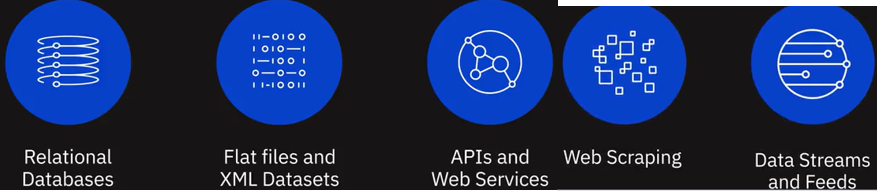 Relational
Databases
Flat files and
XML Datasets
APIs and
Web Services
Web Scraping
Data Streams
and Feeds